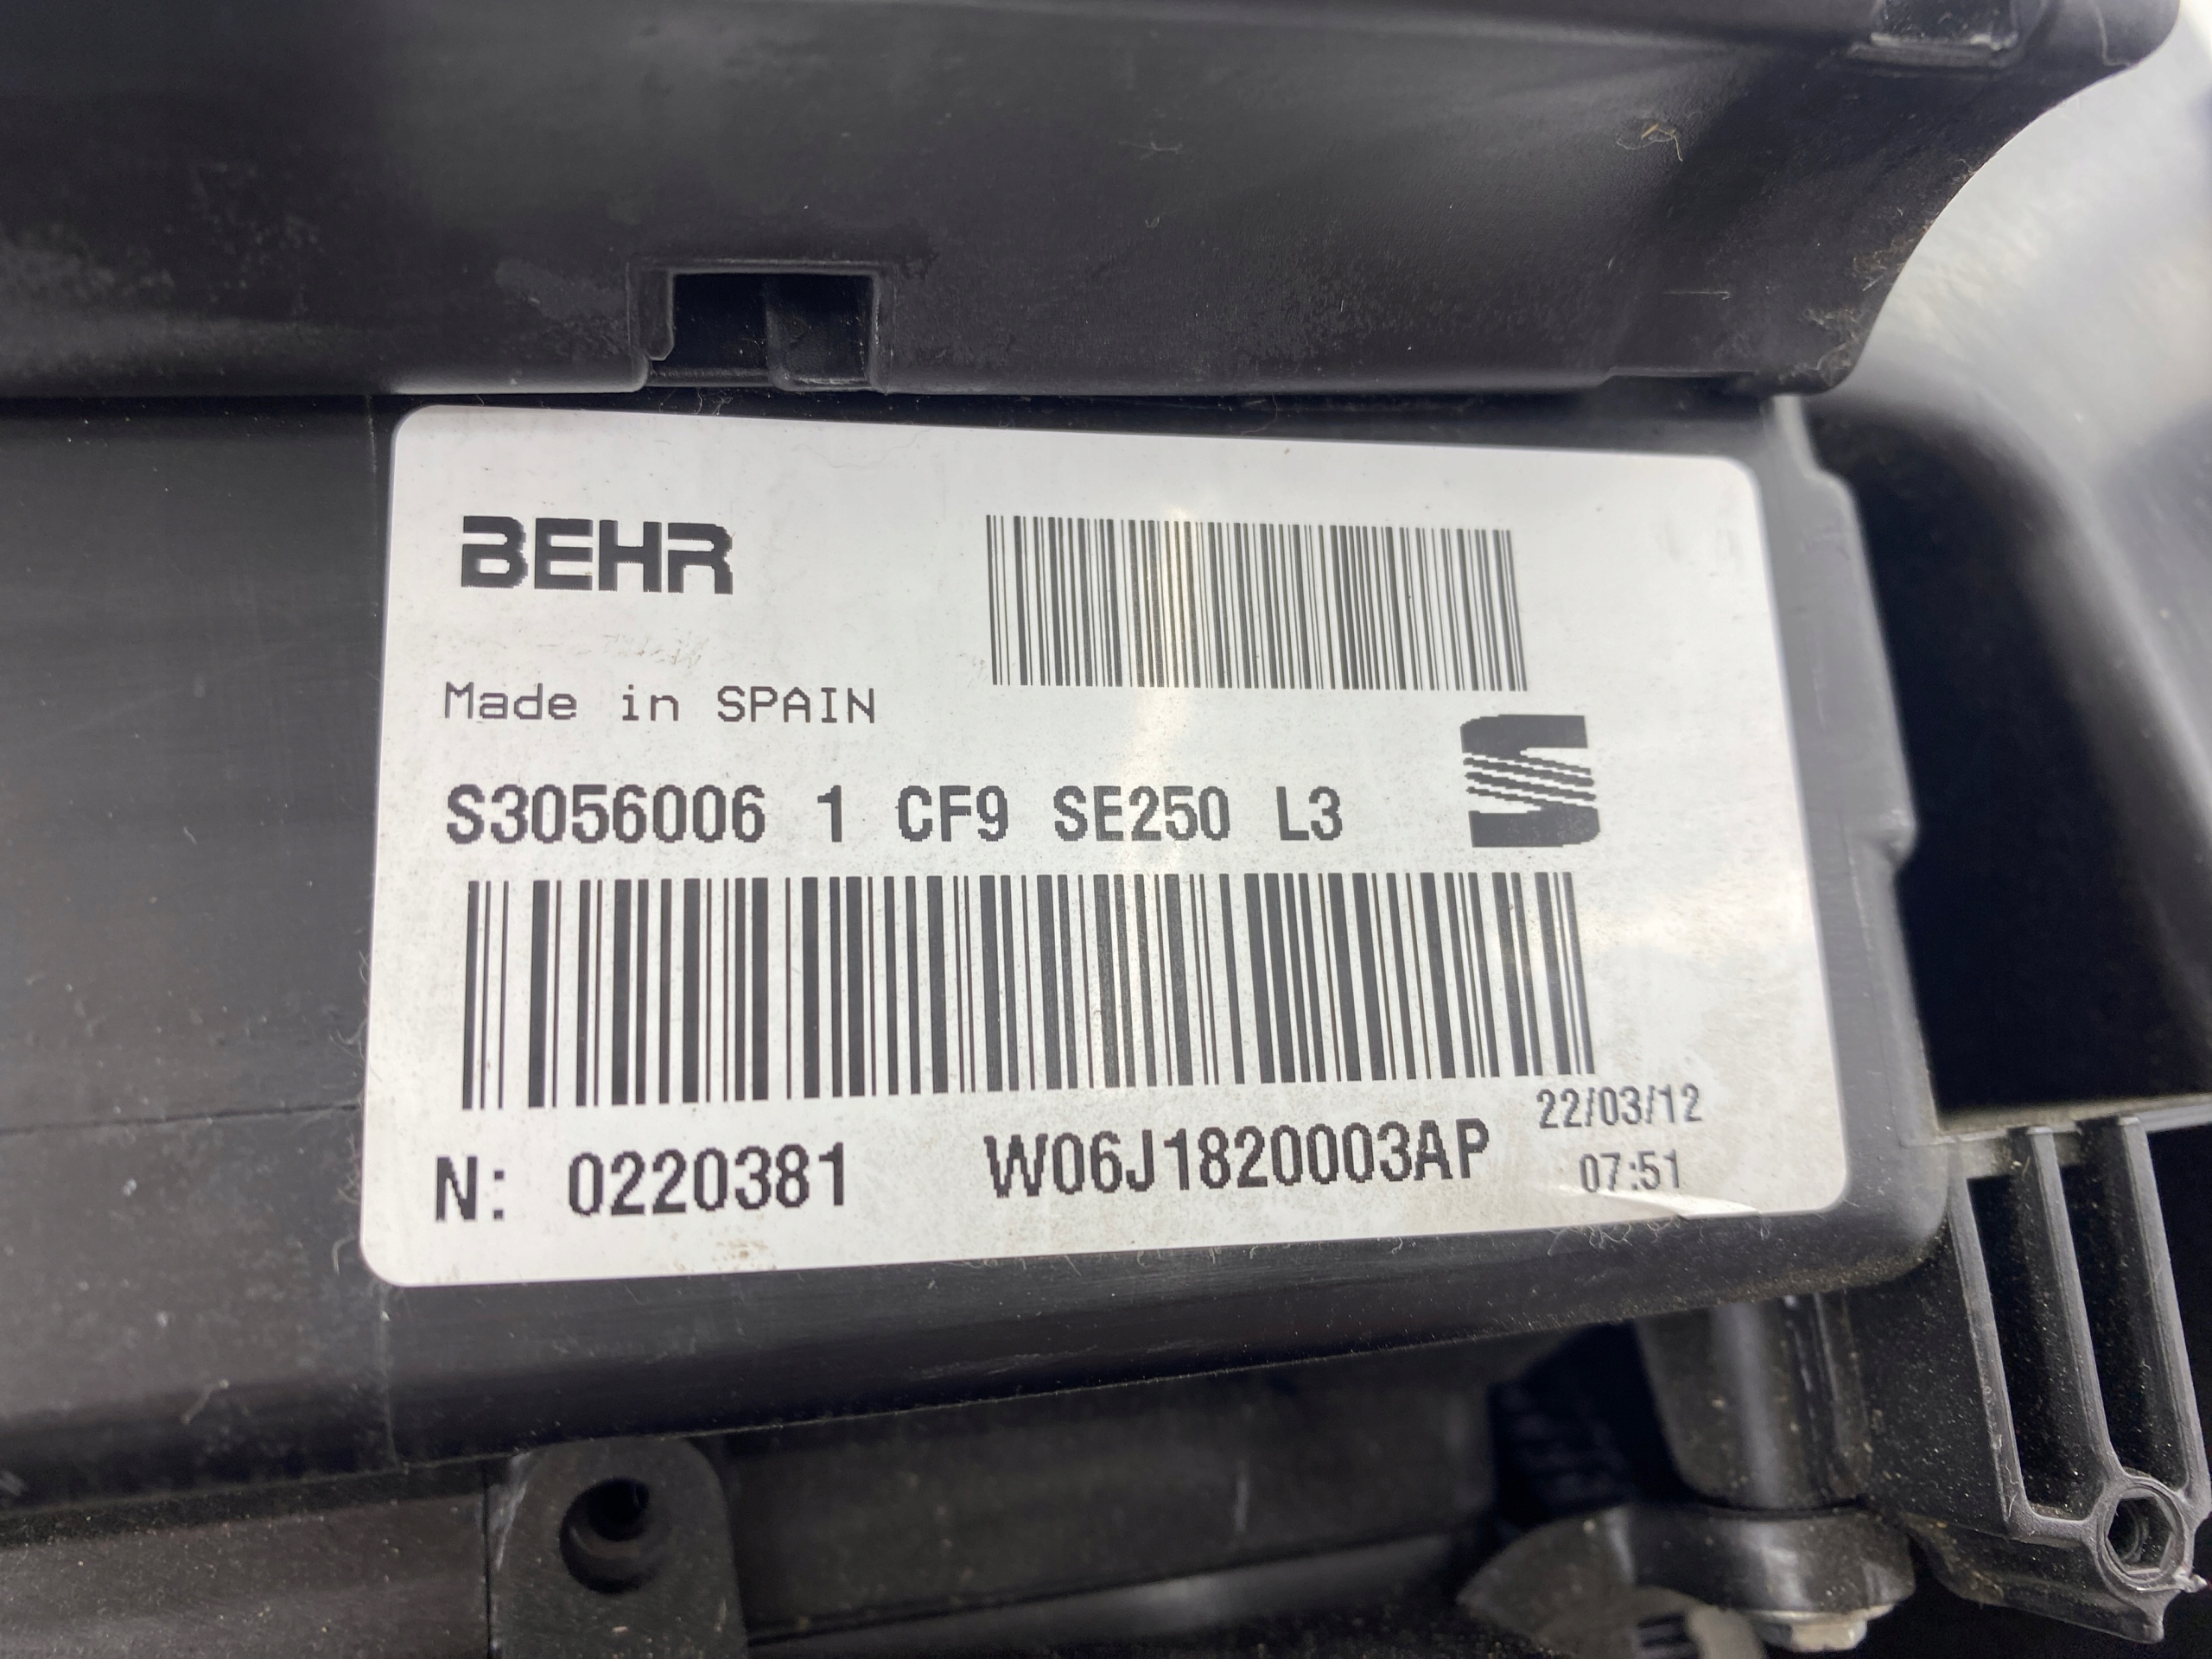 BEHR
Made in SPAIN
S3056006 1 CF9 SE250 L3
N: 0220381 W06J1820003AP
22/03/12
07:51